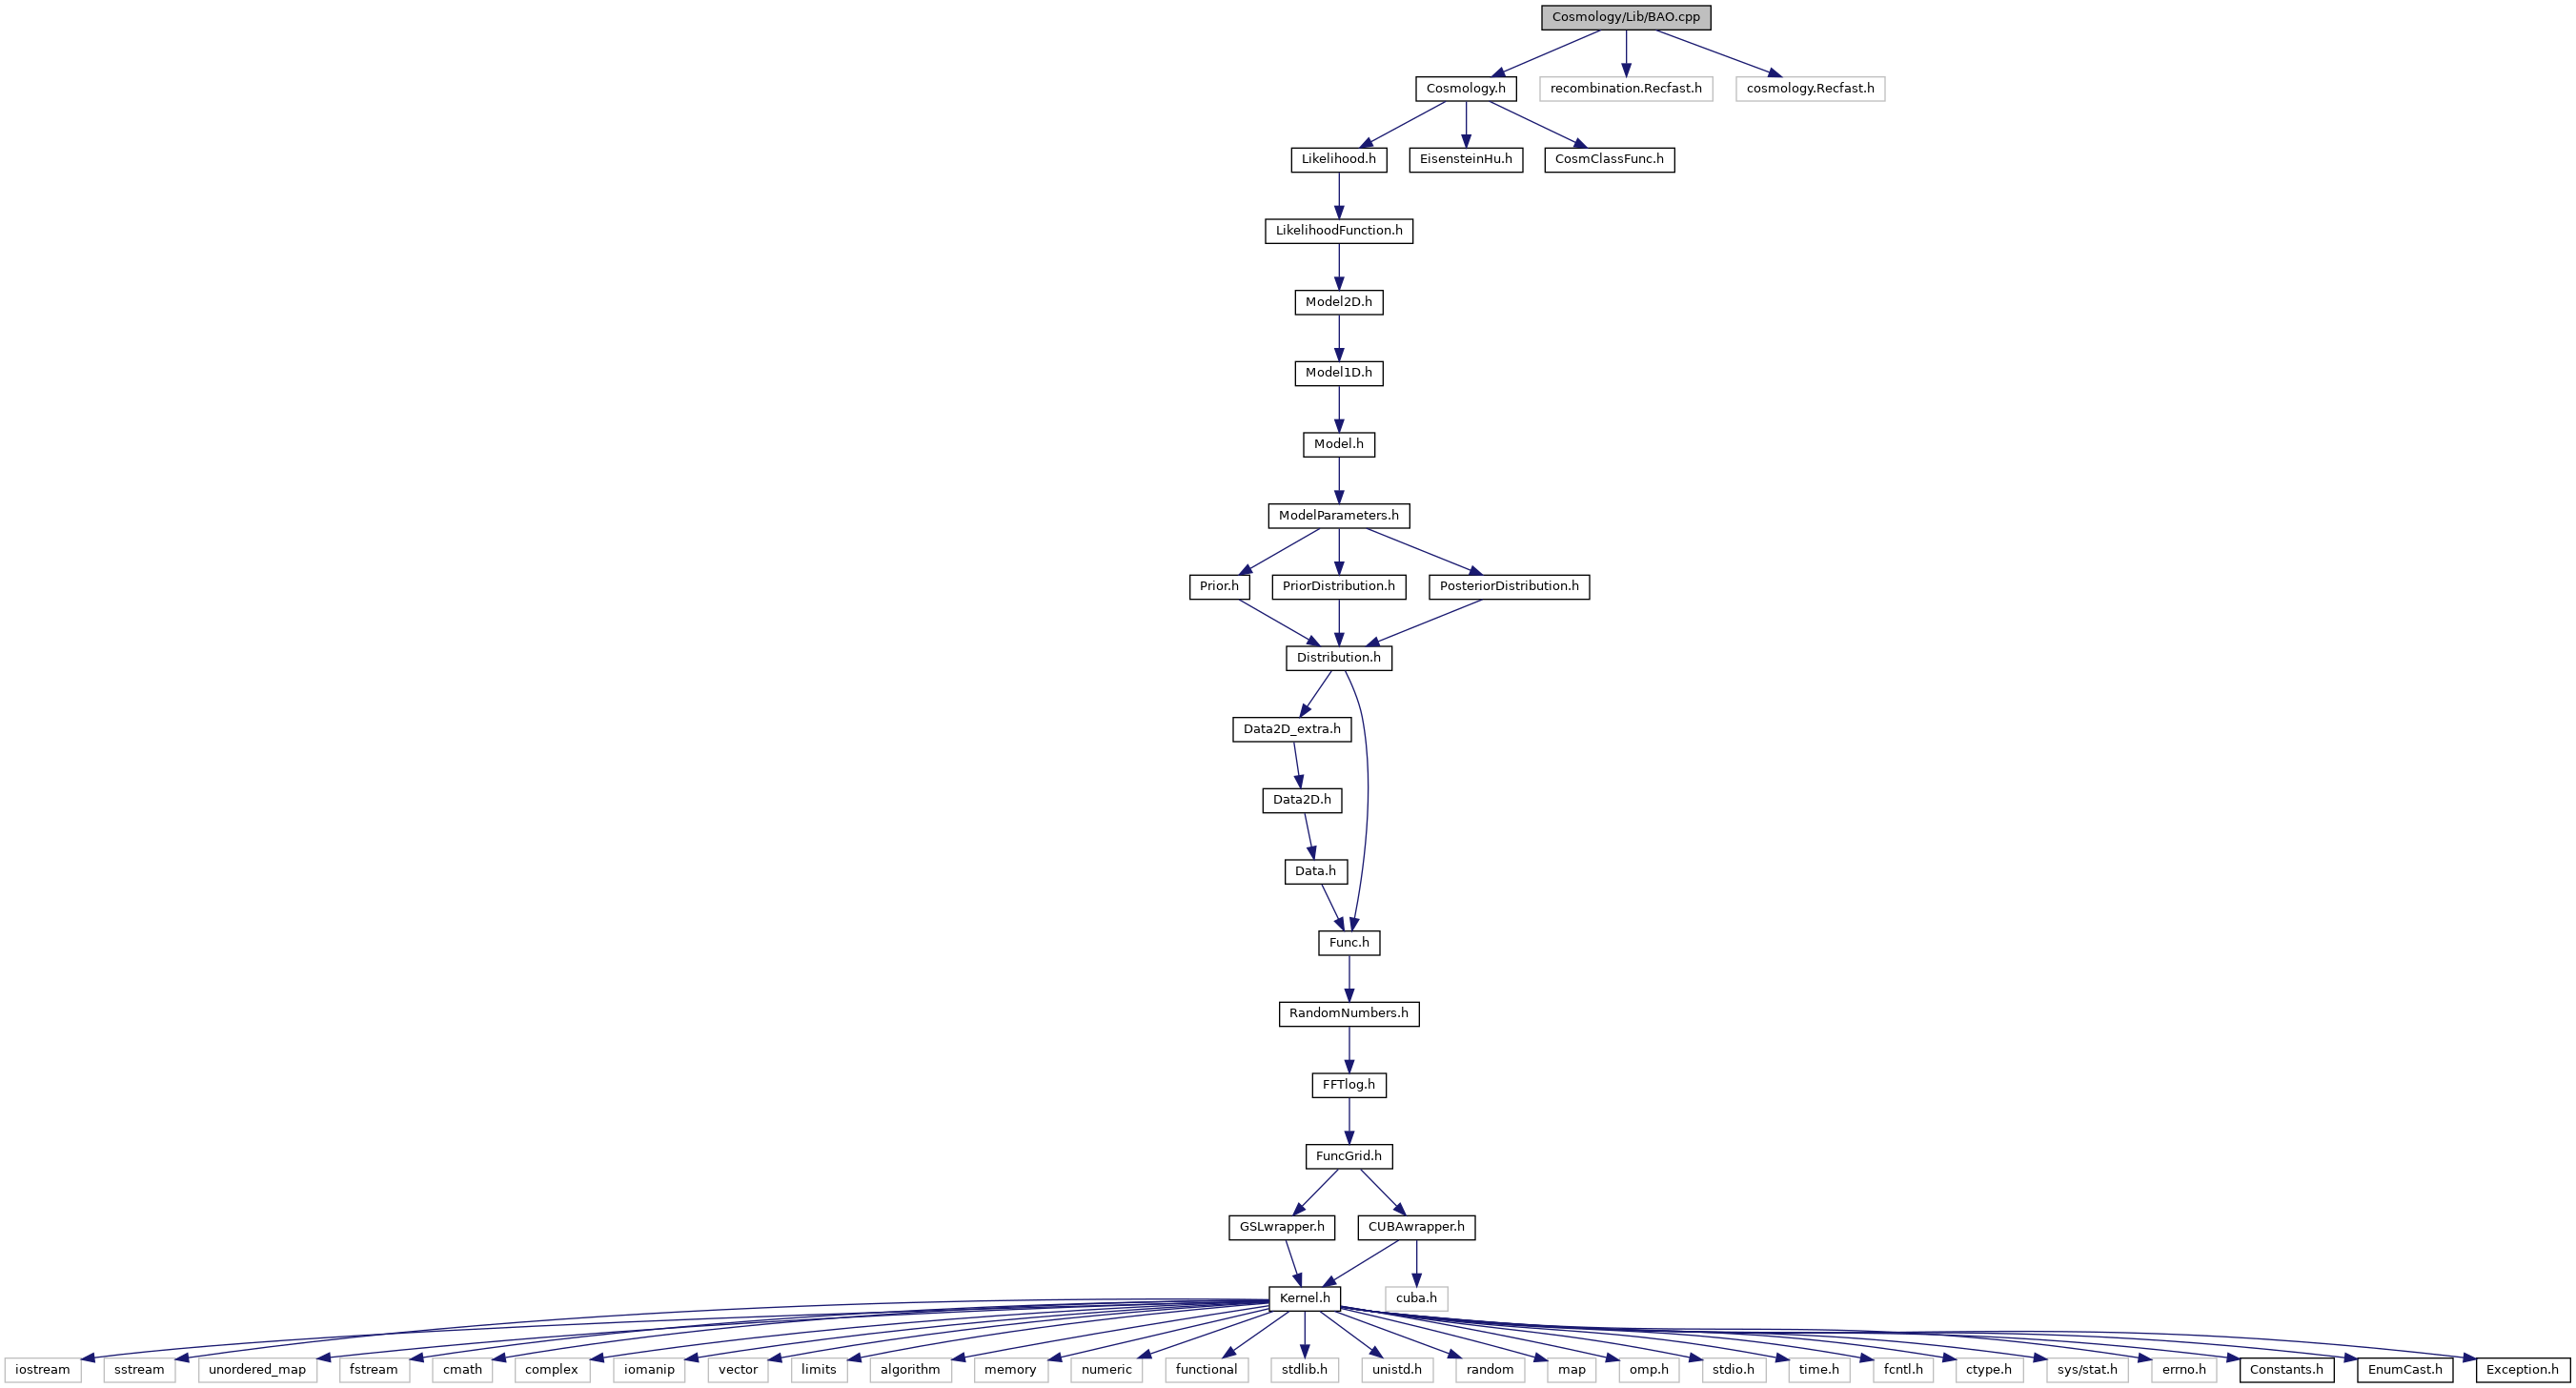 Cosmology/Lib/BAO.cpp
Cosmology.h
recombination.Recfast.h
cosmology.Recfast.h
Likelihood.h
EisensteinHu.h
CosmClassFunc.h
LikelihoodFunction.h
Model2D.h
Model1D.h
Model.h
ModelParameters.h
Prior.h
PriorDistribution.h
PosteriorDistribution.h
Distribution.h
Data2D_extra.h
Data2D.h
Data.h
Func.h
RandomNumbers.h
FFTlog.h
FuncGrid.h
GSLwrapper.h
CUBAwrapper.h
Kernel.h
cuba.h
iostream
sstream
unordered_map
fstream
cmath
complex
iomanip
vector
limits
algorithm
memory
numeric
functional
stdlib.h
unistd.h
random
map
omp.h
stdio.h
time.h
fcntl.h
ctype.h
sys/stat.h
errno.h
Constants.h
EnumCast.h
Exception.h